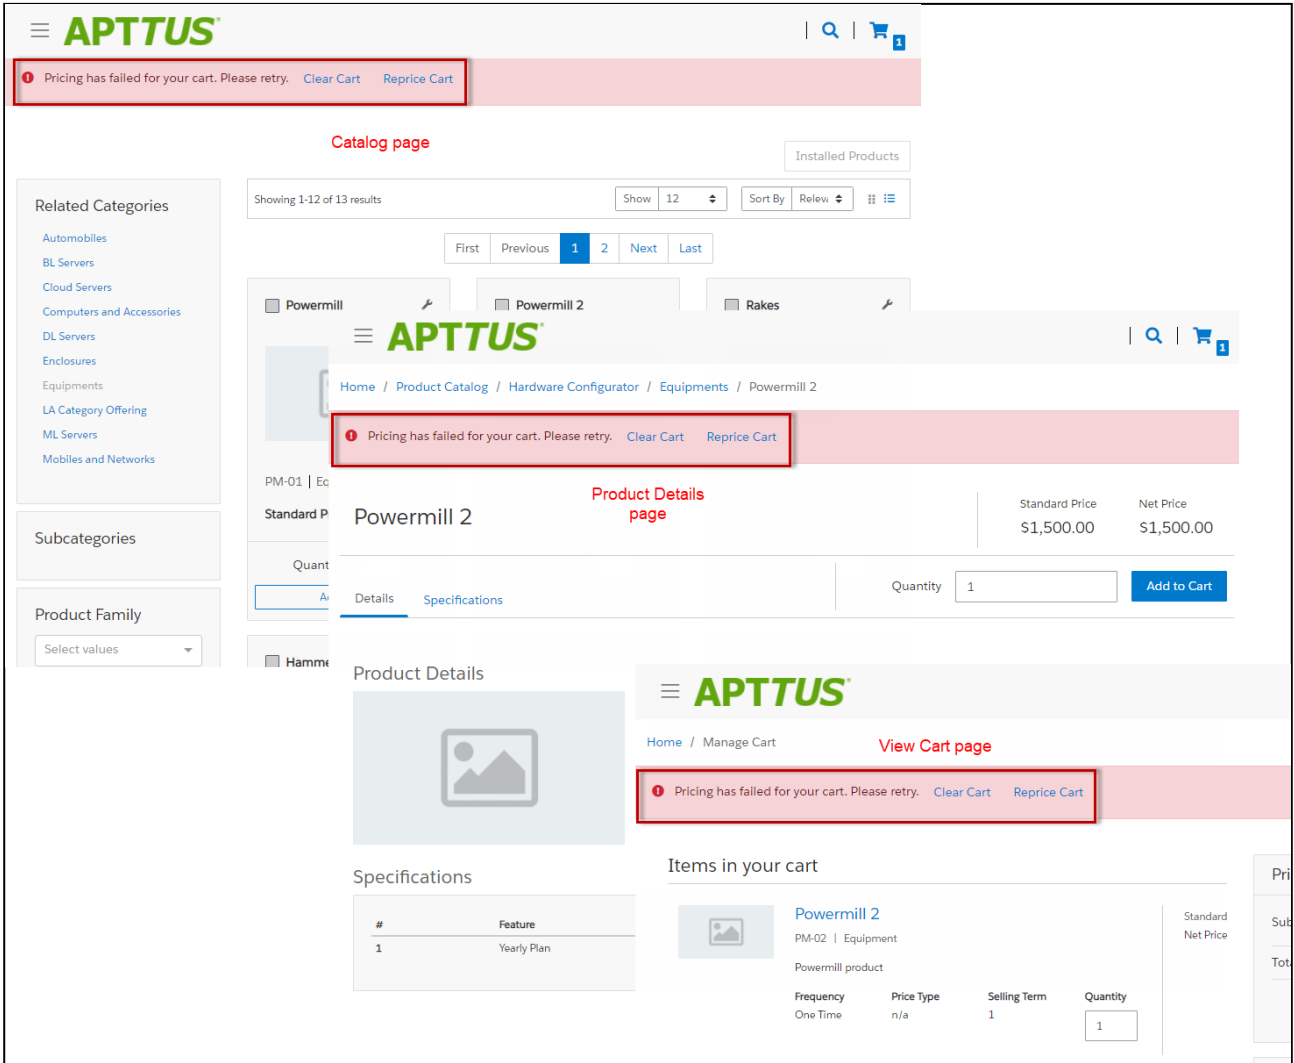 APTTUS
1
Pricing has failed for your cart. Please retry. Clear Cart Reprice Cart
Catalog page
Installed Products
Related Categories
Automobiles
BL Servers
Cloud Servers
Computers and Accessories
DL Servers
Enclosures
Equipments
LA Category Offering
ML Servers
Mobiles and Networks
Subcategories
Product Family
Select values
Showing 1-12 of 13 results
Show 12
Sort By
First Previous 1 2 Next Last
Powermill
Powermill 2
Rakes
PM-01
Standard
APTTUS
1
Home / Product Catalog / Hardware Configurator / Equipments / Powermill 2
Pricing has failed for your cart. Please retry. Clear Cart Reprice Cart
Product Details
page
Powermill 2
Standard Price Net Price
$1,500.00 $1,500.00
Quantity 1 Add to Cart
Details Specifications
Product Details
Specifications
# Feature
1 Yearly Plan
APTTUS
Home / Manage Cart
View Cart page
Pricing has failed for your cart. Please retry. Clear Cart Reprice Cart
Items in your cart
Powermill 2
PM-02 | Equipment
Powermill product
Frequency Price Type Selling Term Quantity
One Time n/a 1 1
Standard
Net Price